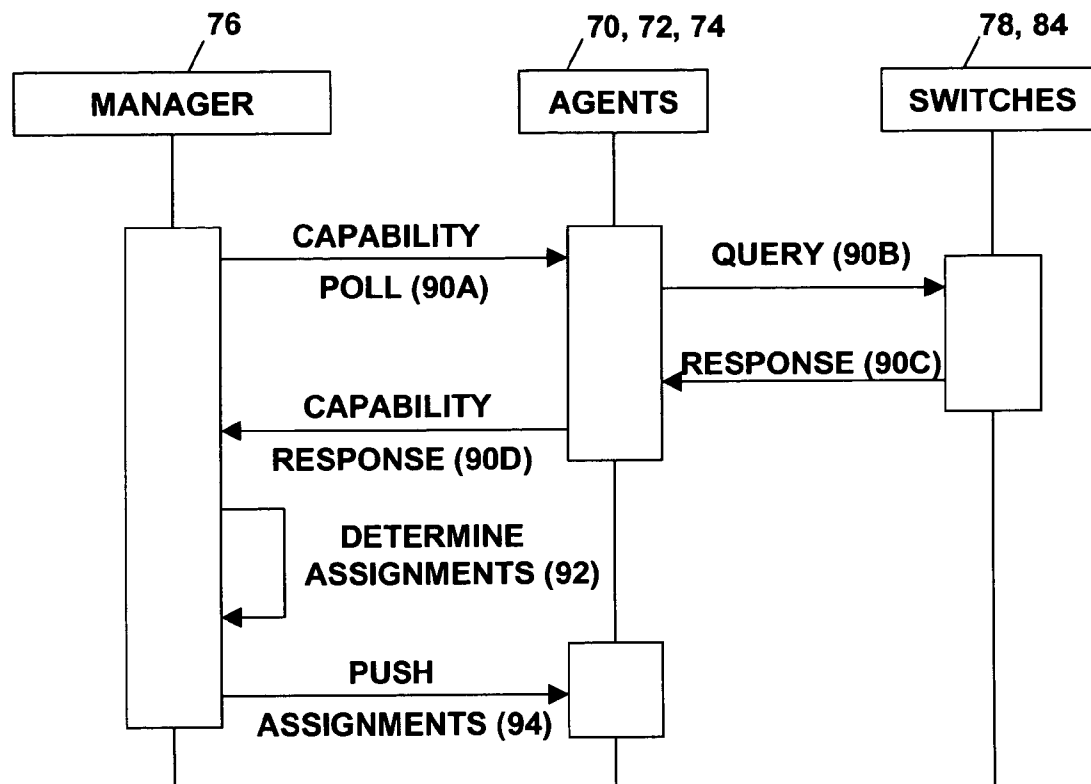 76
70, 72, 74
78, 84
MANAGER
AGENTS
SWITCHES
CAPABILITY
POLL (90A)
QUERY (90B)
RESPONSE (90C)
CAPABILITY
RESPONSE (90D)
DETERMINE
ASSIGNMENTS (92)
PUSH
ASSIGNMENTS (94)